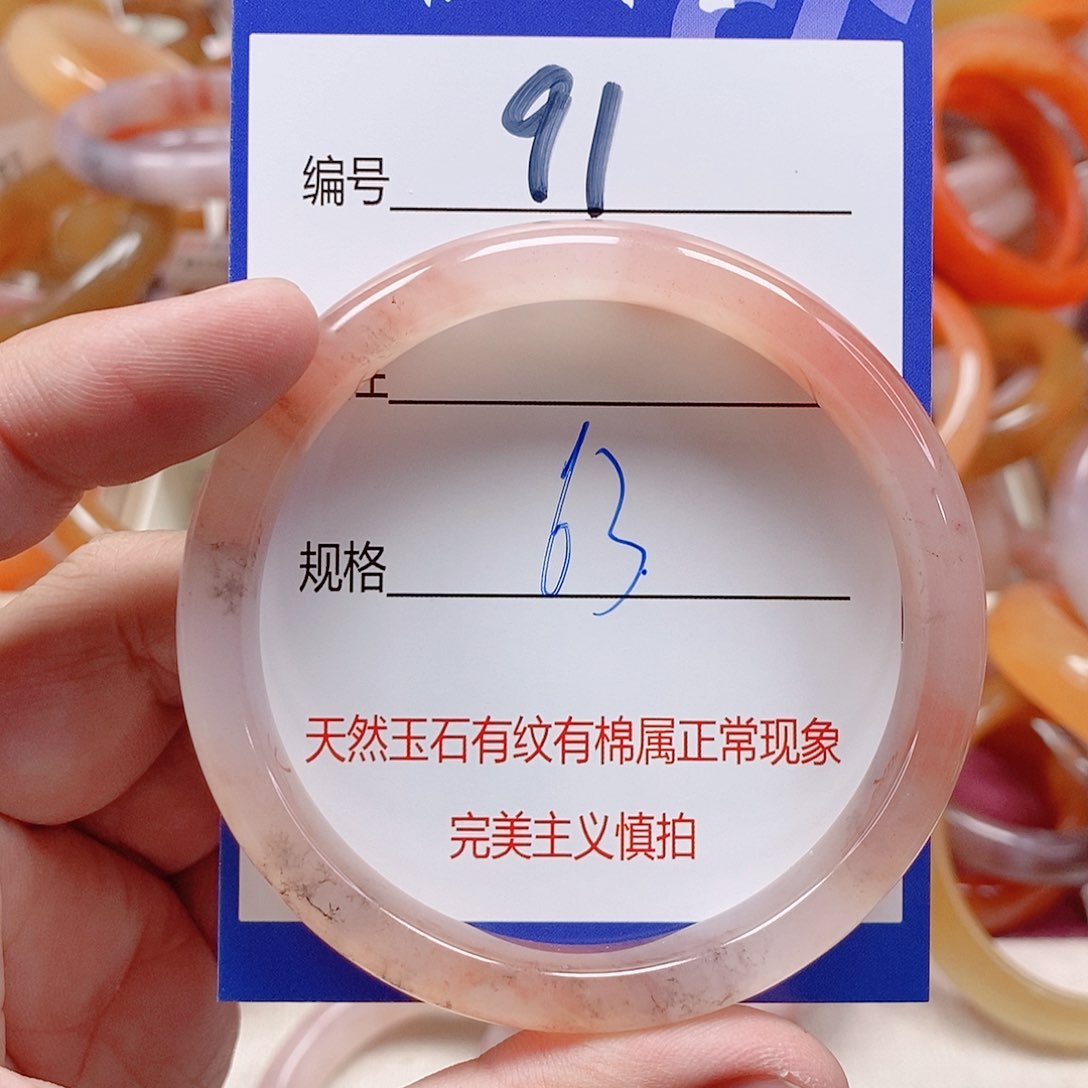 编号 91
规格 63
天然玉石有纹有棉属正常现象
完美主义慎拍